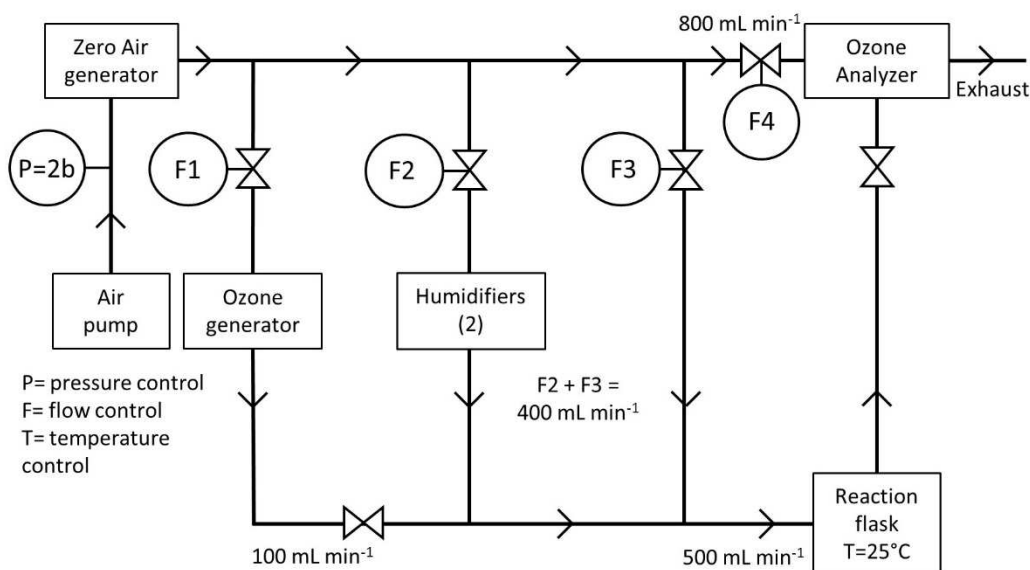 800 mL min⁻¹
Zero Air
generator
Ozone
Analyzer
Exhaust
F4
P=2b
F1
F2
F3
Air
pump
Ozone
generator
Humidifiers
(2)
P= pressure control
F= flow control
T= temperature
control
F2 + F3 =
400 mL min⁻¹
Reaction
flask
T=25°C
100 mL min⁻¹
500 mL min⁻¹